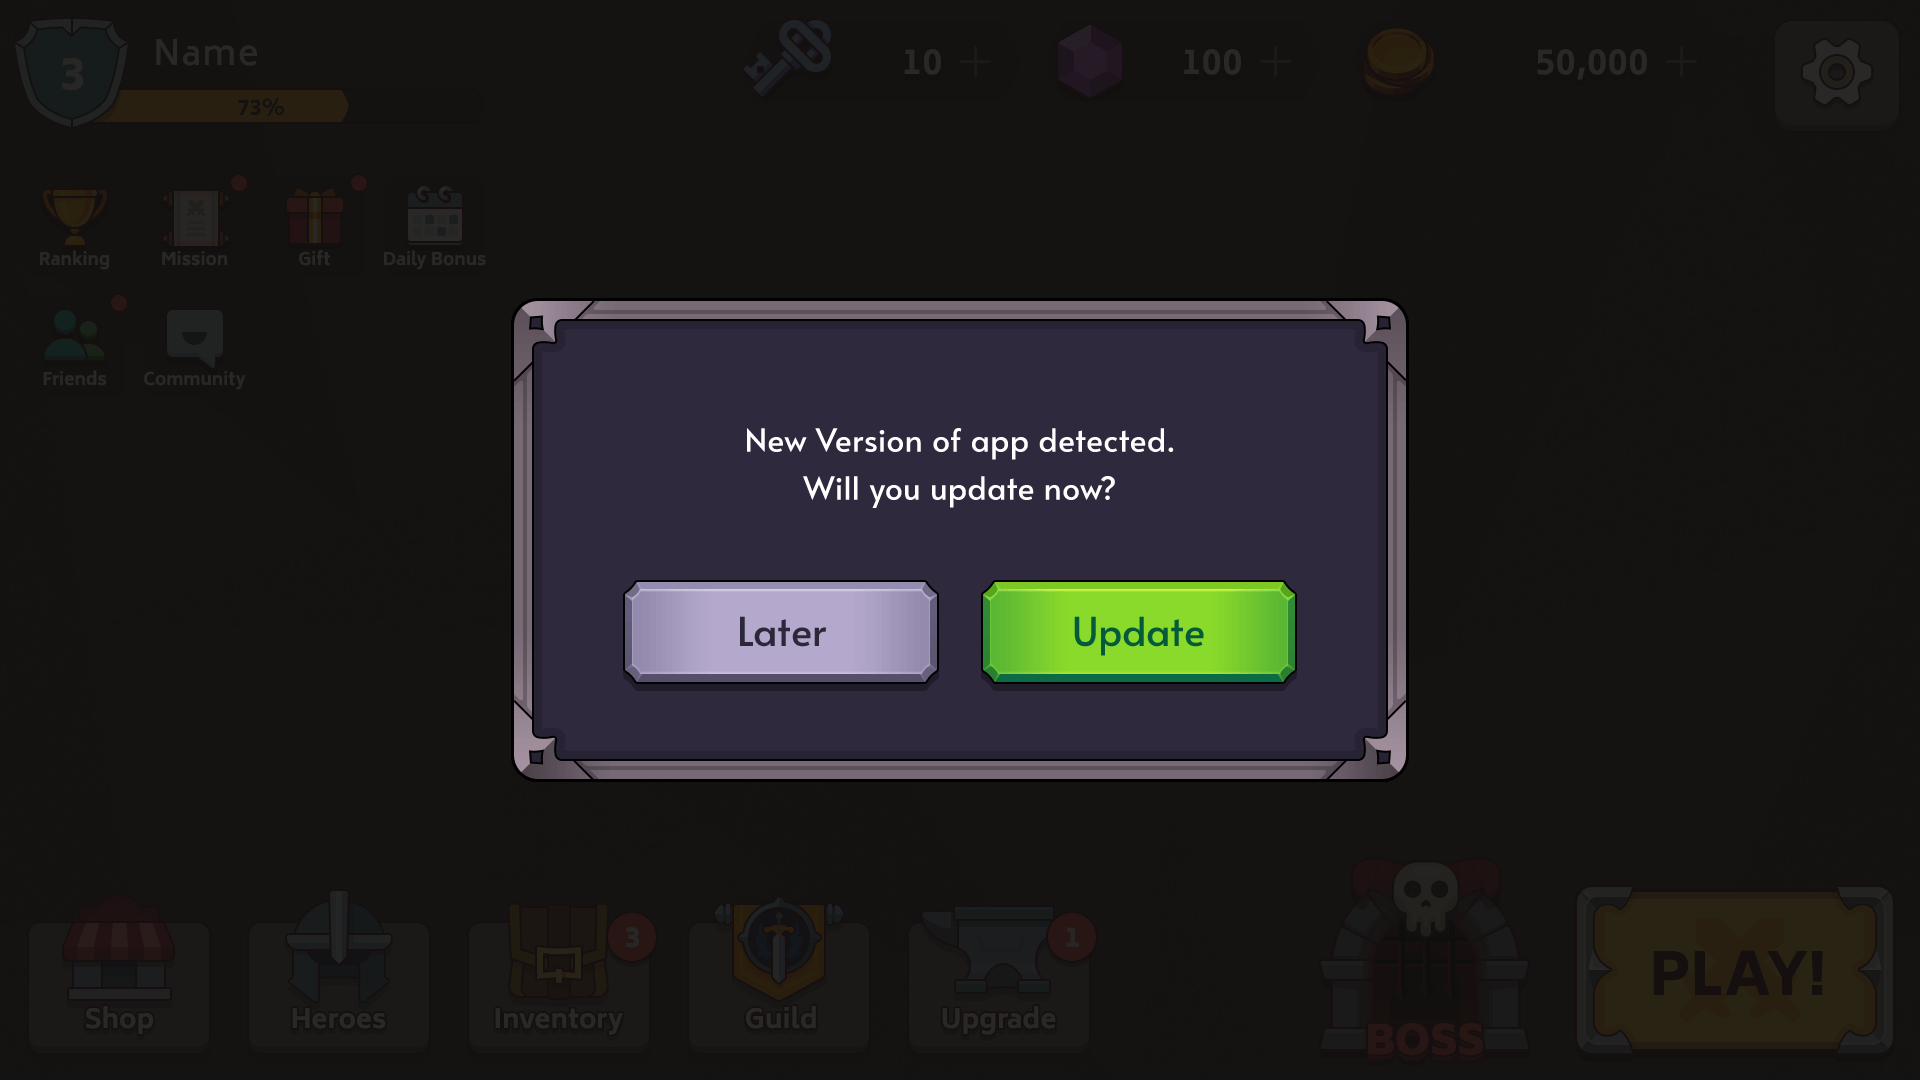 3
Name
73%
10
100
50,000
Ranking
Mission
Gift
Daily Bonus
Friends
Community
New Version of app detected.
Will you update now?
Later
Update
Shop
Heroes
3
Inventory
Guild
1
Upgrade
BOSS
PLAY!